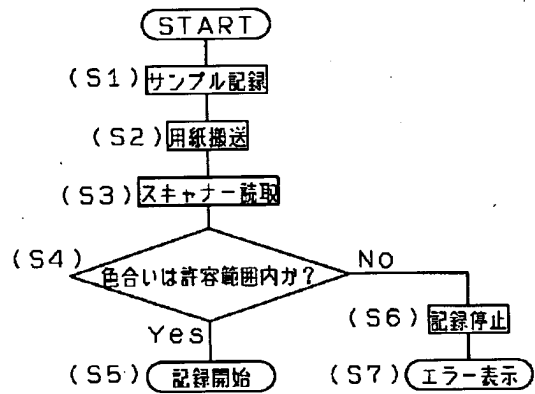 START
(S1) サンプル記録
(S2) 用紙搬送
(S3) スキャナー読取
(S4) 色合いは許容範囲内か? No
(S6) 記録停止
Yes
(S5) 記録開始
(S7) エラー表示